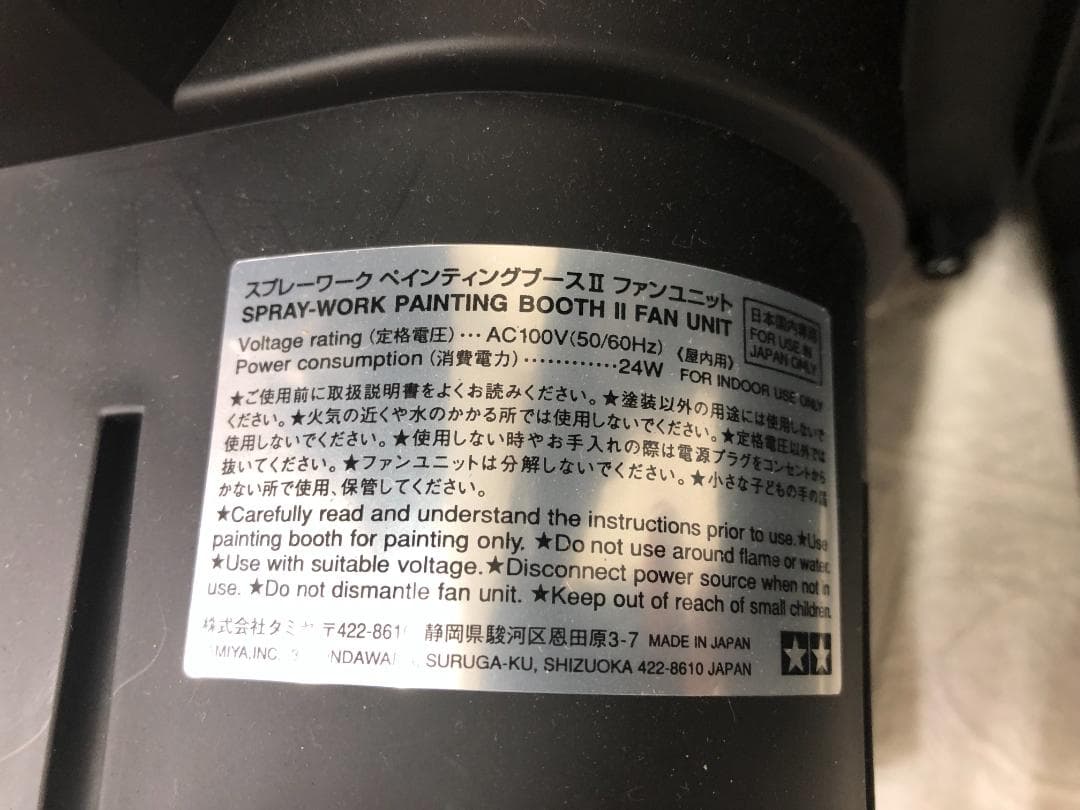 スプレーワーク ペインティングブースII ファンユニット
SPRAY-WORK PAINTING BOOTH II FAN UNIT
日本国内専用
FOR USE IN
JAPAN ONLY
Voltage rating (定格電圧)… AC100V(50/60Hz)
Power consumption (消費電力)…………24W
《屋内用》
FOR INDOOR USE ONLY
★ご使用前に取扱説明書をよくお読みください。★塗装以外の用途には使用しないで
ください。★火気の近くや水のかかる所では使用しないでください。★定格電圧以外では
使用しないでください。★使用しない時やお手入れの際は電源プラグをコンセントから
抜いてください。★ファンユニットは分解しないでください。★小さな子どもの手の届
かない所で使用、保管してください。
★Carefully read and understand the instructions prior to use.★Use
painting booth for painting only. ★Do not use around flame or water.
★Use with suitable voltage.★Disconnect power source when not in
use. ★Do not dismantle fan unit. ★Keep out of reach of small children.
株式会社タミヤ 〒422-861 静岡県駿河区恩田原3-7 MADE IN JAPAN
INC. SURUGA-KU, SHIZUOKA 422-8610 JAPAN